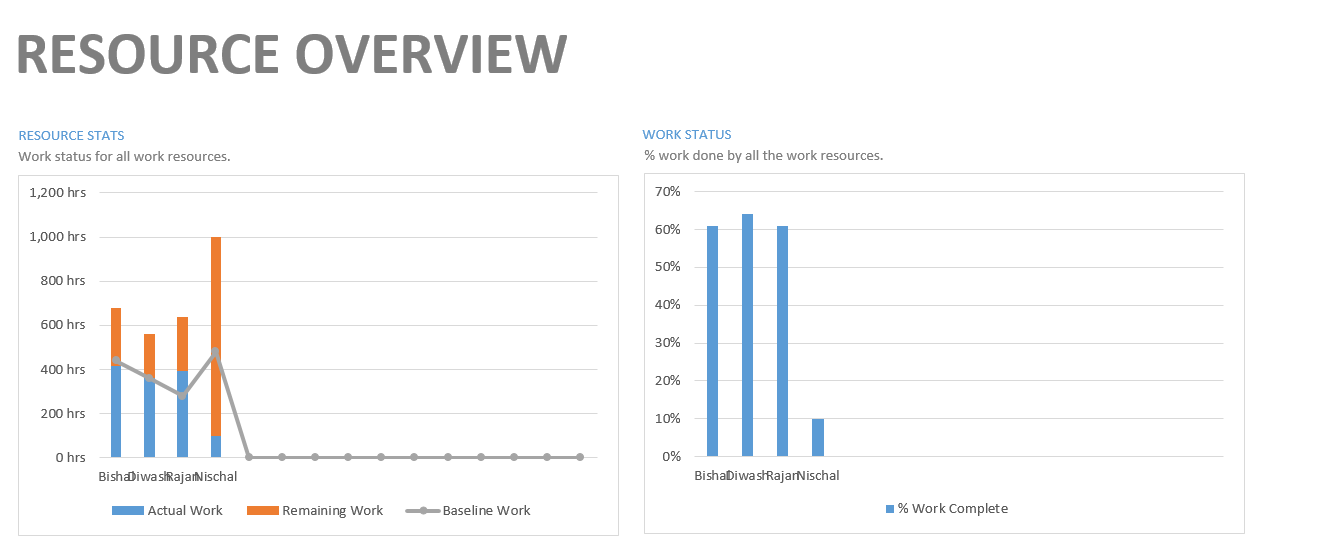 RESOURCE OVERVIEW
RESOURCE STATS
Work status for all work resources.
1,200 hrs
1,000 hrs
800 hrs
600 hrs
400 hrs
200 hrs
0 hrs
Bishal Diwash Rajan Nischal
Actual Work Remaining Work Baseline Work
WORK STATUS
% work done by all the work resources.
70%
60%
50%
40%
30%
20%
10%
0%
Bishal Diwash Rajan Nischal
% Work Complete